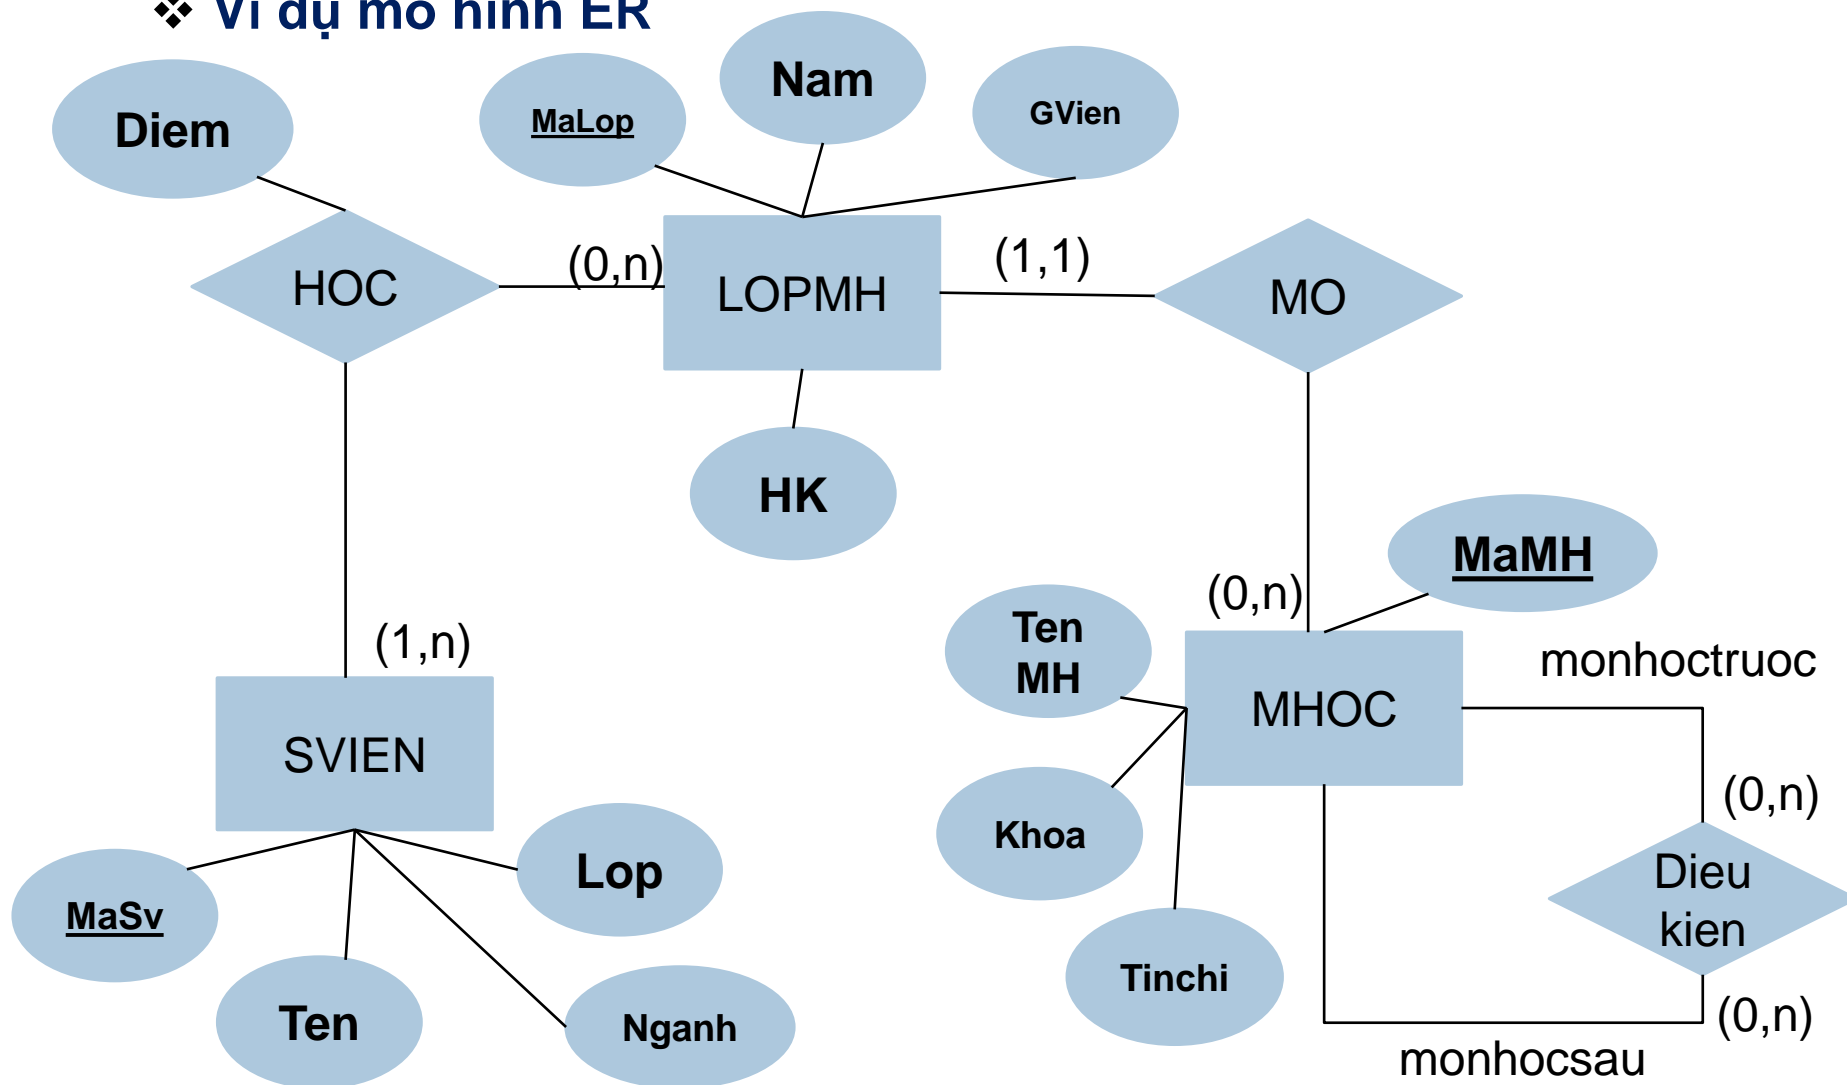 ❖ Ví dụ mô hình ER
Diem
MaLop
Nam
GVien
HOC
(0,n)
LOPMH
(1,1)
MO
HK
MaMH
(0,n)
Ten
MH
monhoctruoc
(1,n)
MHOC
SVIEN
(0,n)
Khoa
Lop
Dieu
kien
MaSv
Tinchi
Ten
Nganh
(0,n)
monhocsau